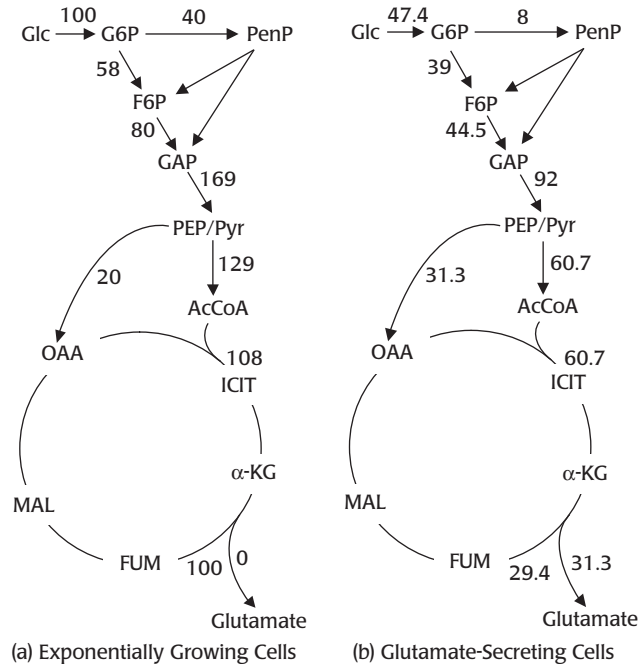 100
40
Glc
G6P
PenP
58
F6P
80
GAP
169
PEP/Pyr
20
129
AcCoA
OAA
108
ICIT
α-KG
MAL
FUM
100
0
Glutamate
(a) Exponentially Growing Cells
47.4
8
Glc
G6P
PenP
39
F6P
44.5
GAP
92
PEP/Pyr
31.3
60.7
AcCoA
OAA
60.7
ICIT
α-KG
MAL
FUM
29.4
31.3
Glutamate
(b) Glutamate-Secreting Cells